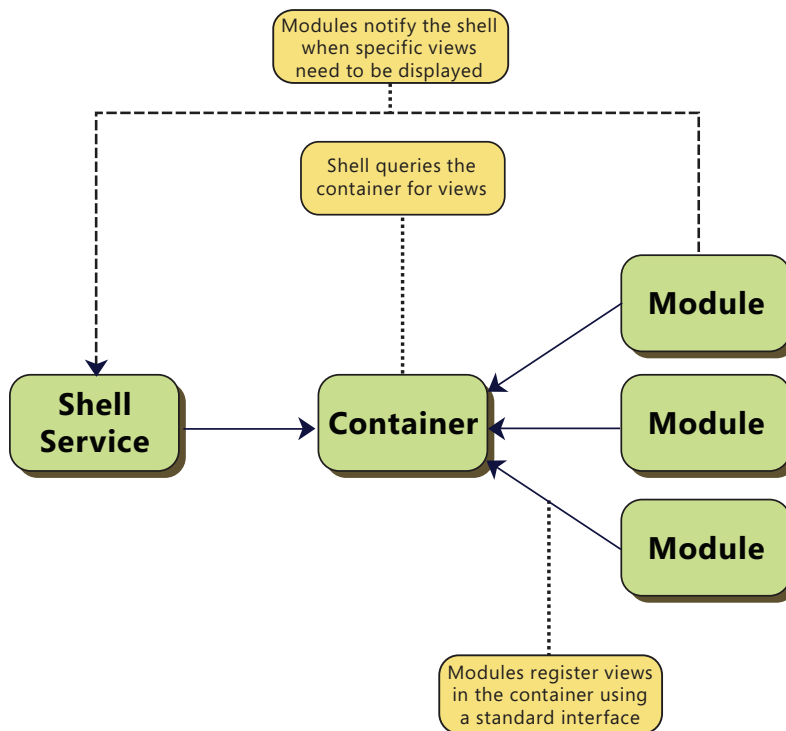 Modules notify the shell
when specific views
need to be displayed
Shell queries the
container for views
Module
Shell
Service
Container
Module
Module
Modules register views
in the container using
a standard interface